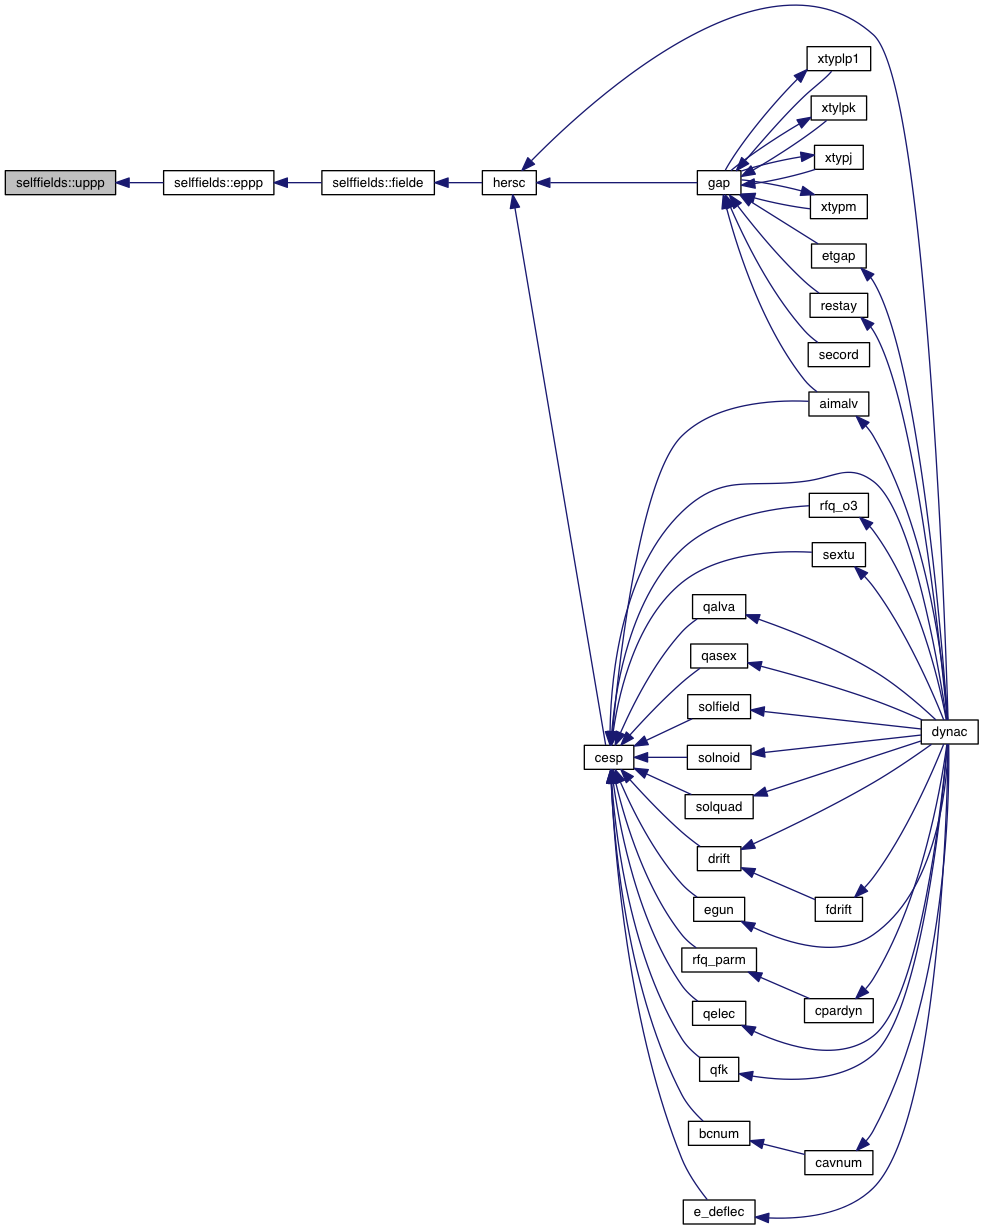 selffields::uppp
selffields::eppp
selffields::fielde
hersc
gap
xtyplp1
xtylpk
xtypj
xtypm
etgap
restay
secord
aimalv
rfq_o3
sextu
qalva
qasex
solfield
dynac
cesp
solnoid
solquad
drift
egun
fdrift
rfq_parm
cpardyn
qelec
qfk
bcnum
cavnum
e_deflec